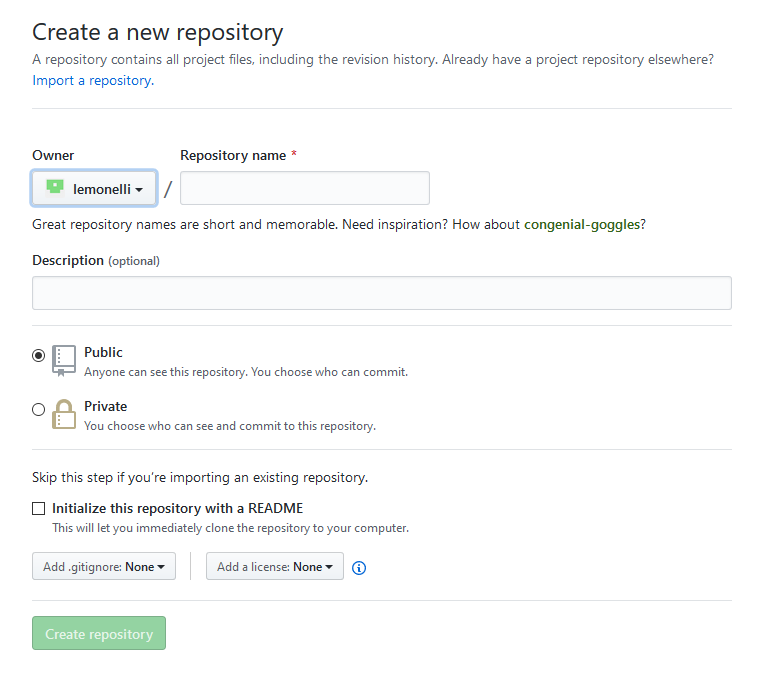 Create a new repository
A repository contains all project files, including the revision history. Already have a project repository elsewhere?
Import a repository.
Owner
Repository name *
lemonelli
/
Great repository names are short and memorable. Need inspiration? How about congenial-goggles?
Description (optional)
Public
Anyone can see this repository. You choose who can commit.
Private
You choose who can see and commit to this repository.
Skip this step if you’re importing an existing repository.
Initialize this repository with a README
This will let you immediately clone the repository to your computer.
Add .gitignore: None
Add a license: None
Create repository